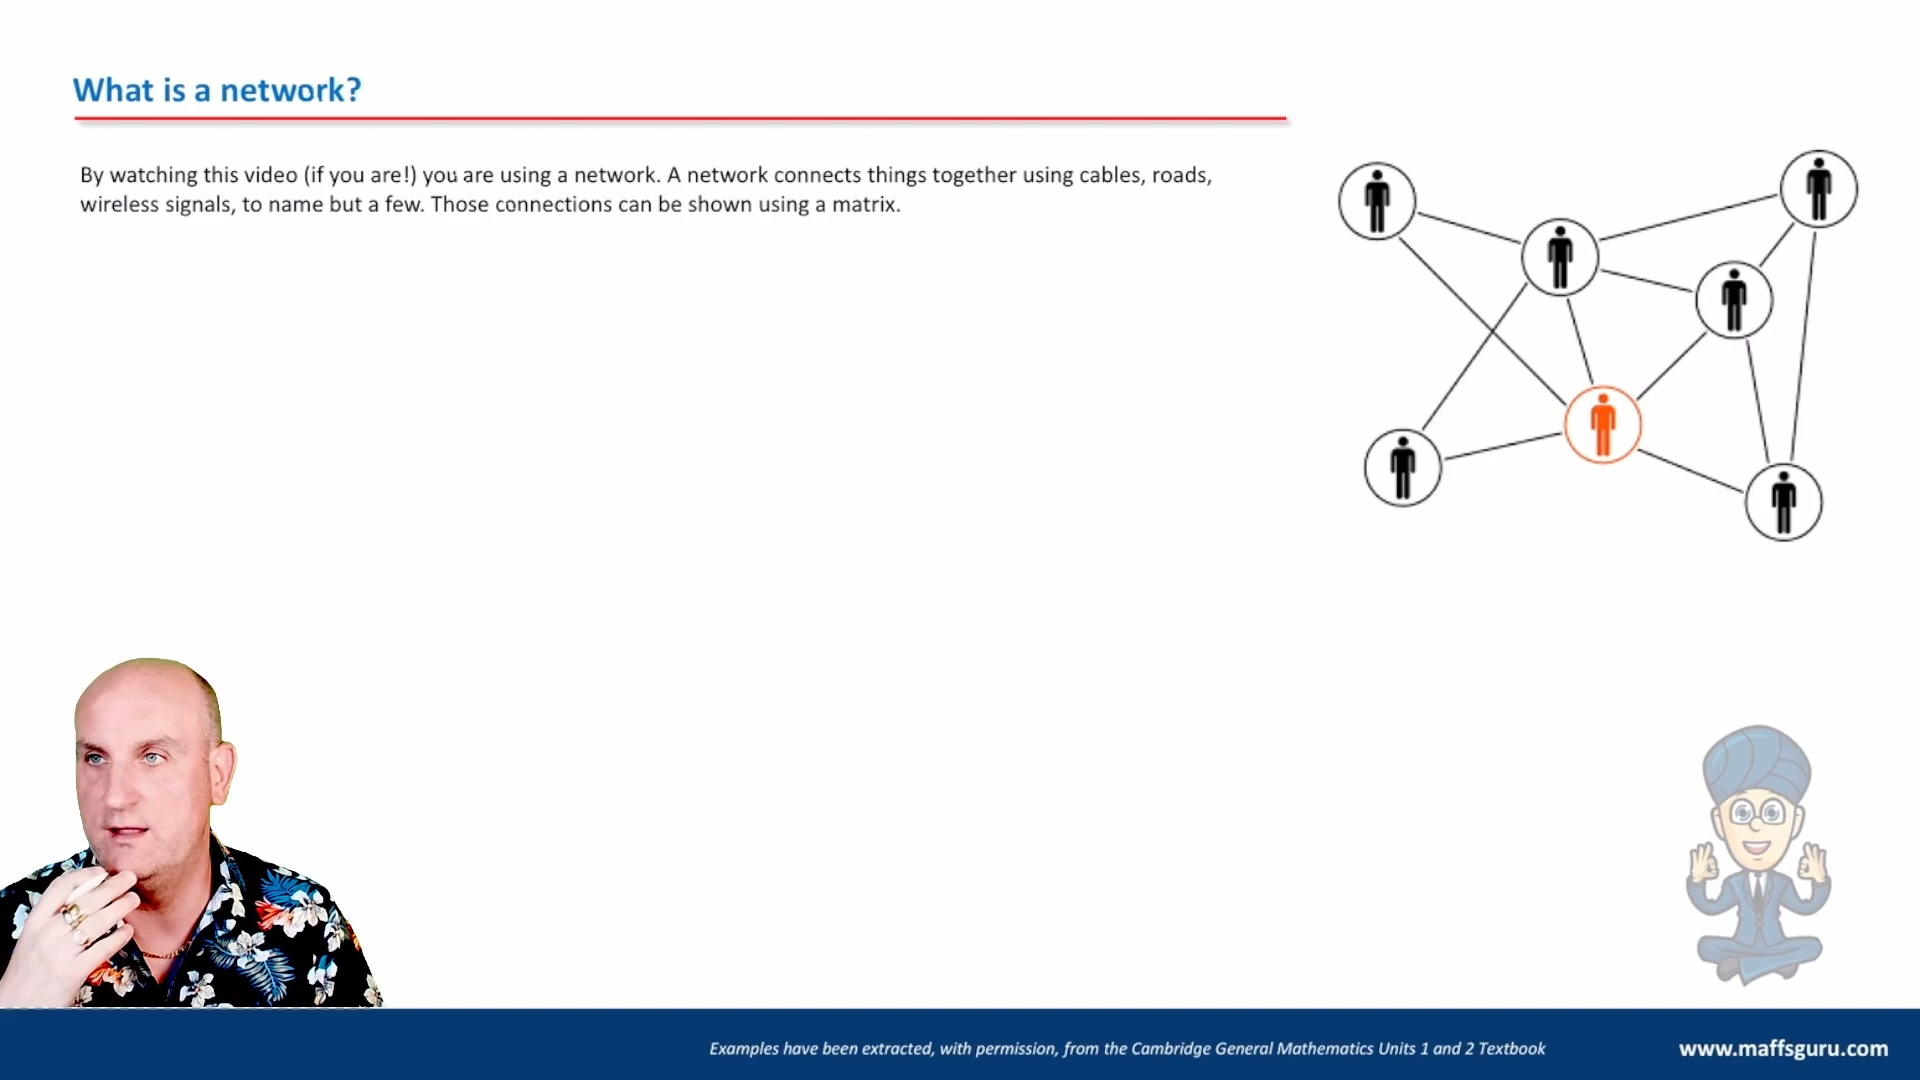 What is a network?
By watching this video (if you are!) you are using a network. A network connects things together using cables, roads,
wireless signals, to name but a few. Those connections can be shown using a matrix.
Examples have been extracted, with permission, from the Cambridge General Mathematics Units 1 and 2 Textbook
www.maffsguru.com